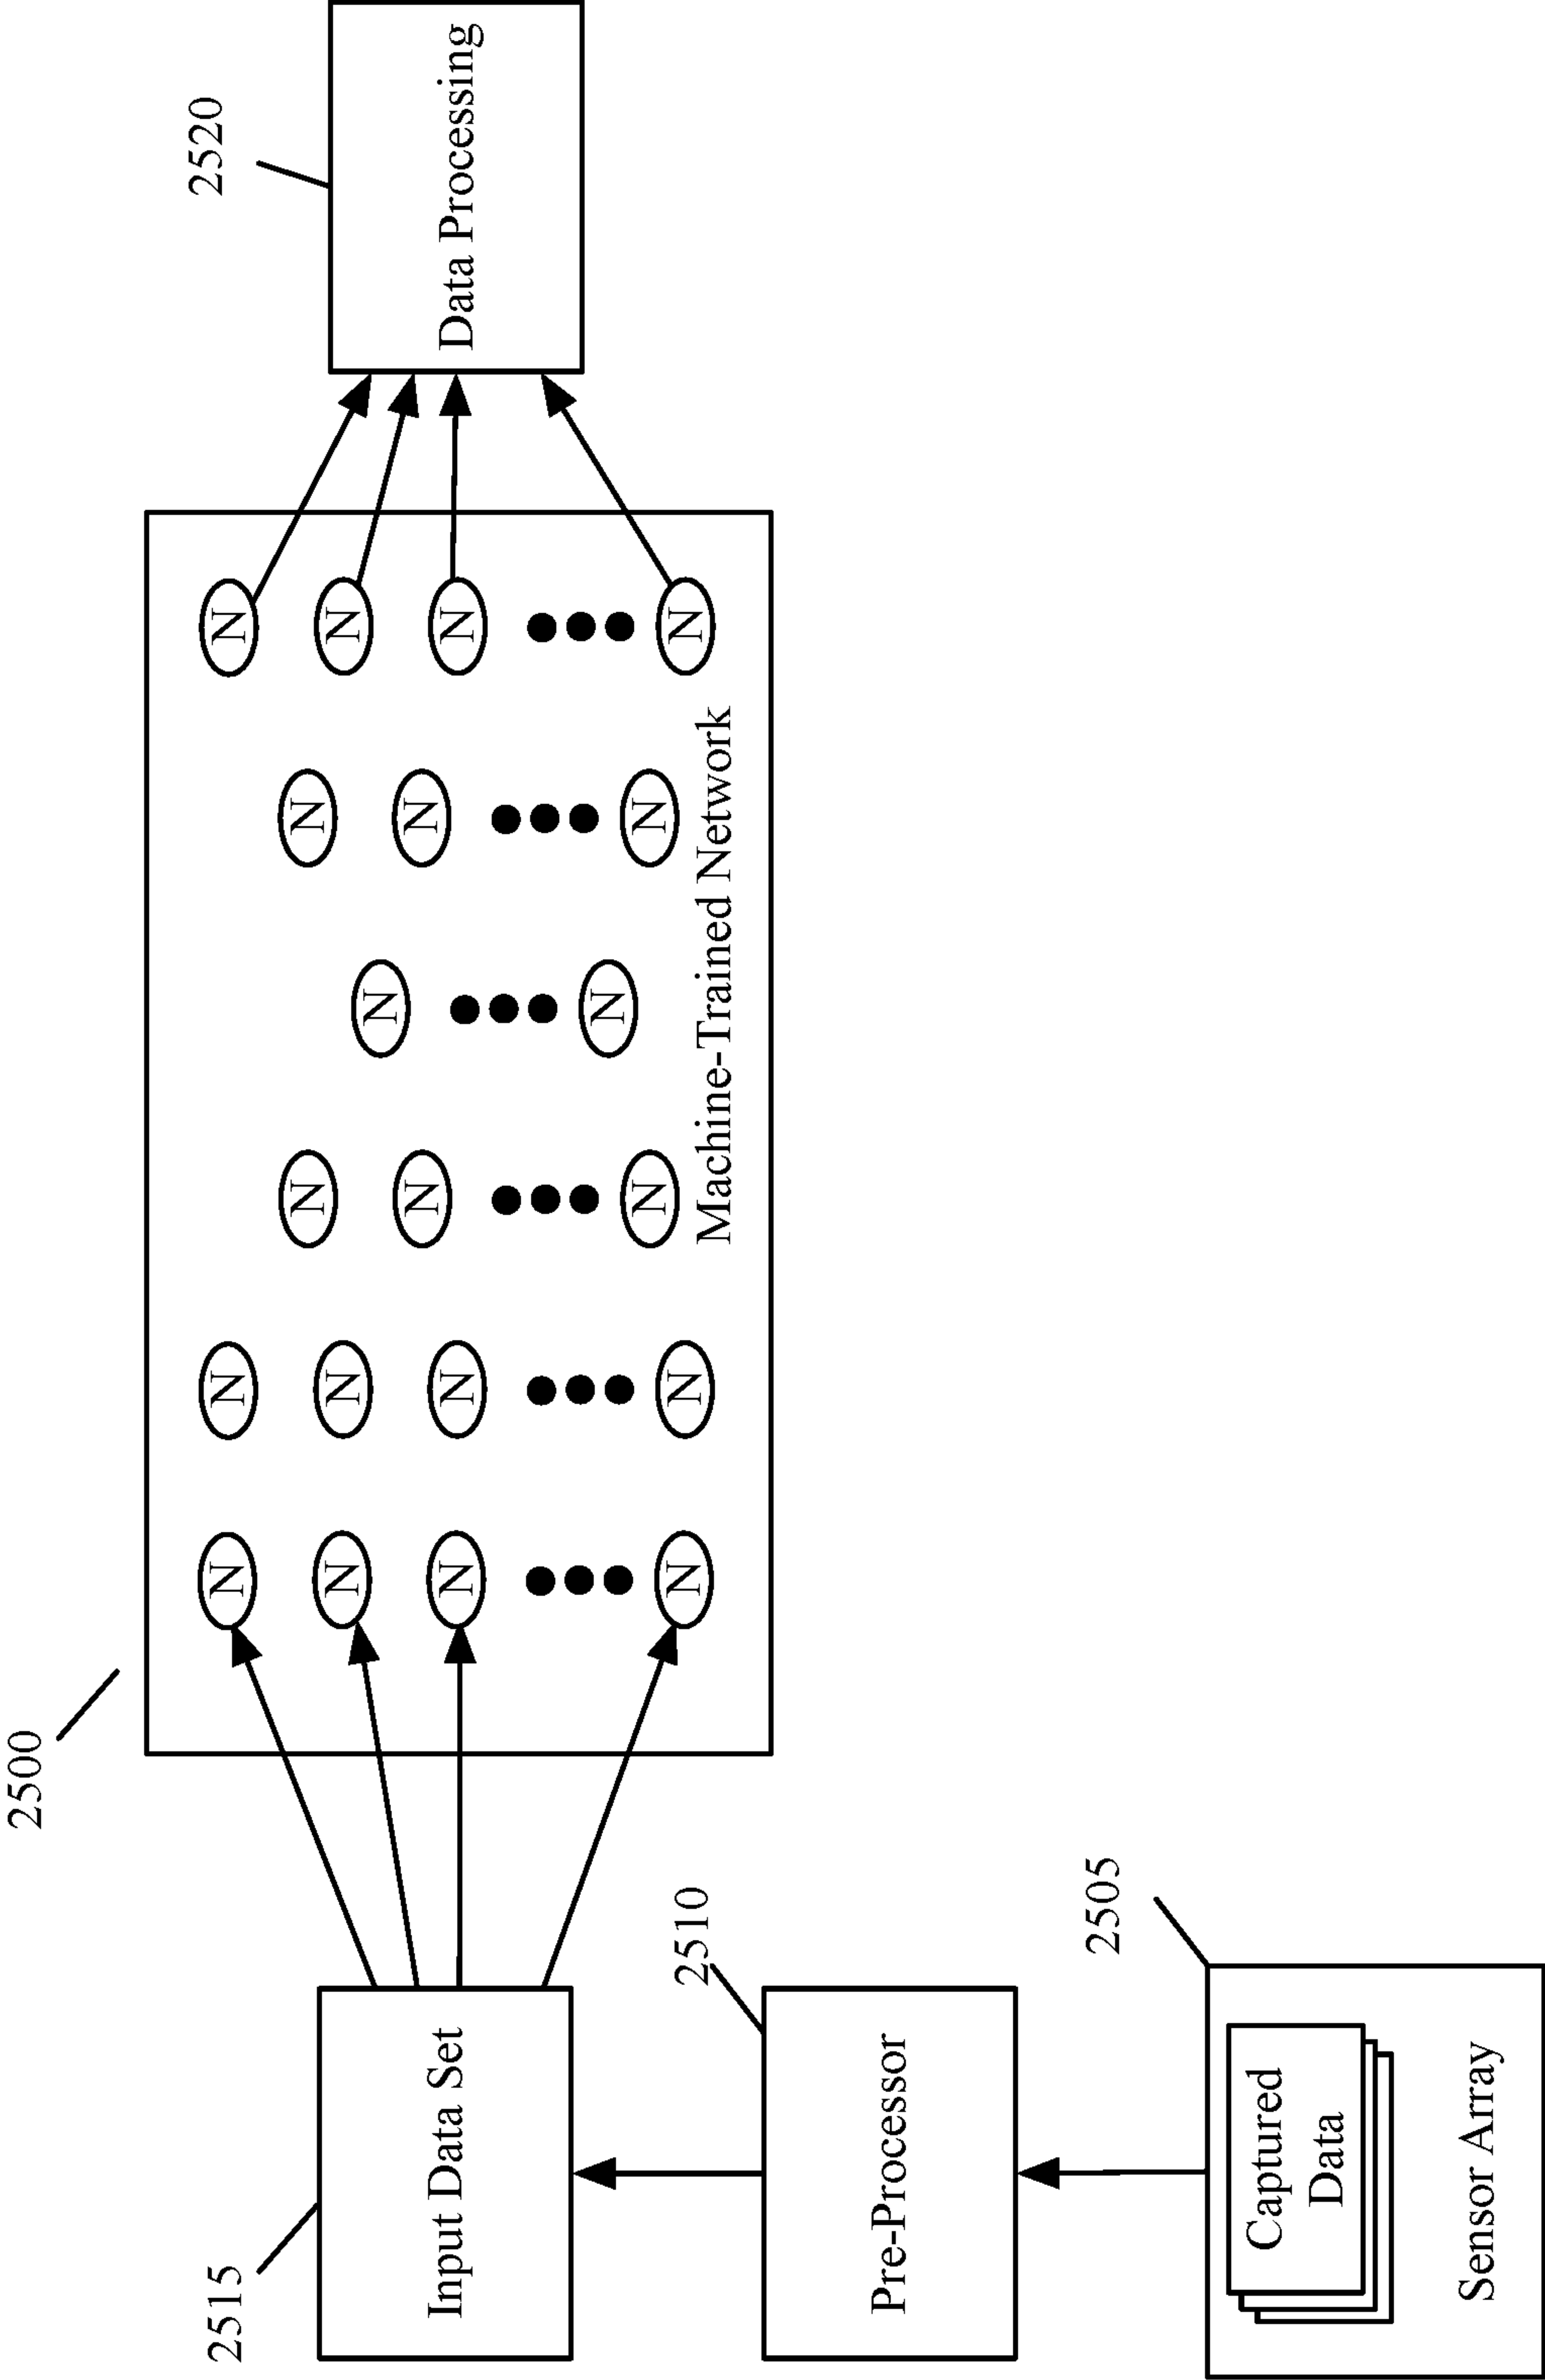 2500
2520
2515
N N N
N N
N N N
N
N N
Input Data Set
N N N
Data Processing
N
N N
N N N
2510
Machine-Trained Network
Pre-Processor
2505
Captured
Data
Sensor Array